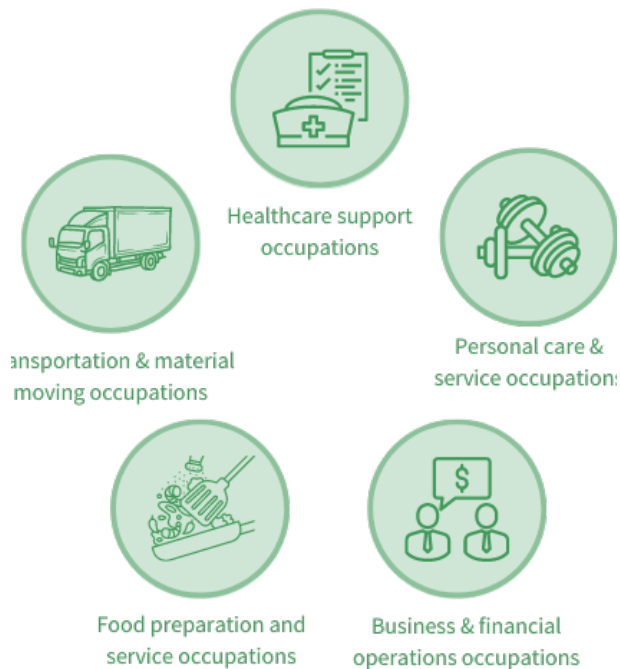 Healthcare support
occupations
ansportation & material
moving occupations
Personal care &
service occupations
$
Food preparation and
service occupations
Business & financial
operations occupations